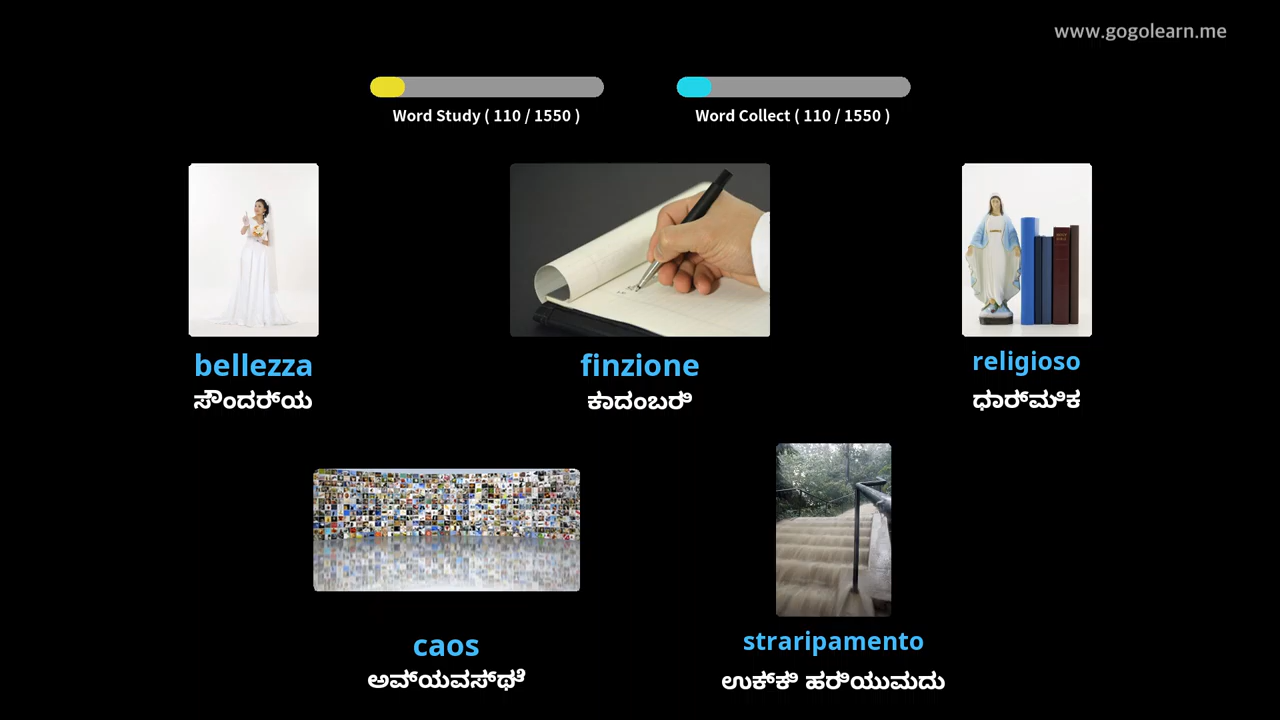 www.gogolearn.me
Word Study ( 110 / 1550 )
Word Collect ( 110 / 1550 )
bellezza
ಸೌಂದರ್ಯ
finzione
ಕಾದಂಬರಿ
religioso
ಧಾರ್ಮಿಕ
caos
ಅವ್ಯವಸ್ಥೆ
straripamento
ಉಕ್ಕಿ ಹರಿಯುಮದು